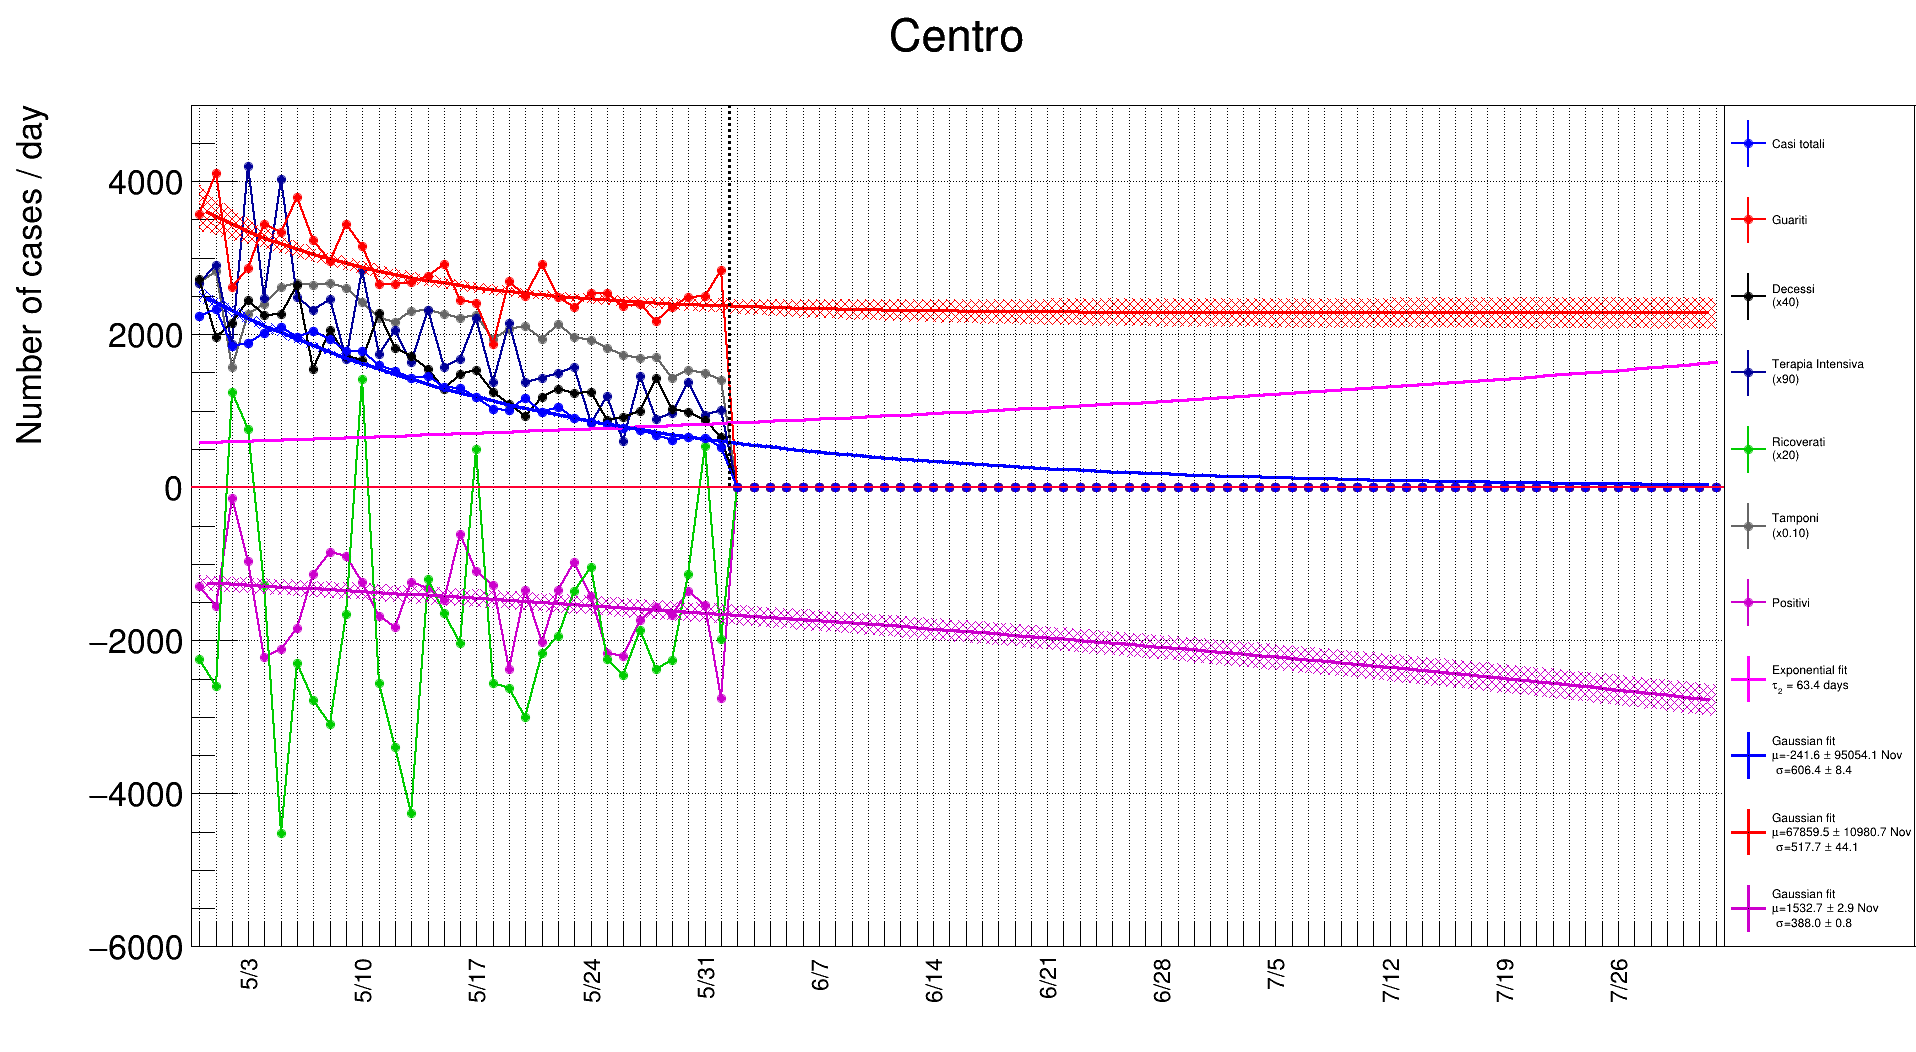 Centro
Number of cases / day
4000
2000
0
−2000
−4000
−6000
5/3
5/10
5/17
5/24
5/31
6/7
6/14
6/21
6/28
7/5
7/12
7/19
7/26
Casi totali
Guariti
Decessi
(x40)
Terapia Intensiva
(x90)
Ricoverati
(x20)
Tamponi
(x0.10)
Positivi
Exponential fit
τ2 = 63.4 days
Gaussian fit
μ=-241.6 ± 95054.1 Nov
σ=606.4 ± 8.4
Gaussian fit
μ=67859.5 ± 10980.7 Nov
σ=517.7 ± 44.1
Gaussian fit
μ=1532.7 ± 2.9 Nov
σ=388.0 ± 0.8